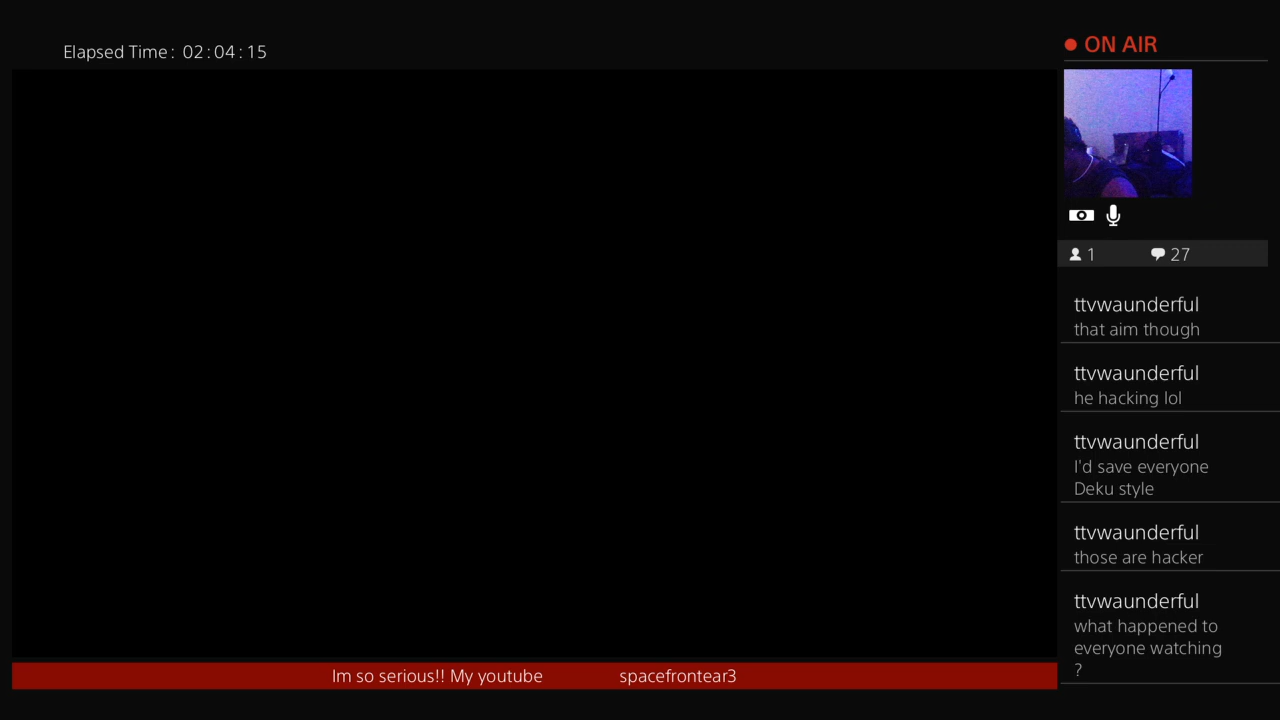 Elapsed Time: 02:04:15
ON AIR
1 27
ttvwaunderful
that aim though
ttvwaunderful
he hacking lol
ttvwaunderful
I'd save everyone
Deku style
ttvwaunderful
those are hacker
ttvwaunderful
what happened to
everyone watching
?
Im so serious!! My youtube spacefrontear3